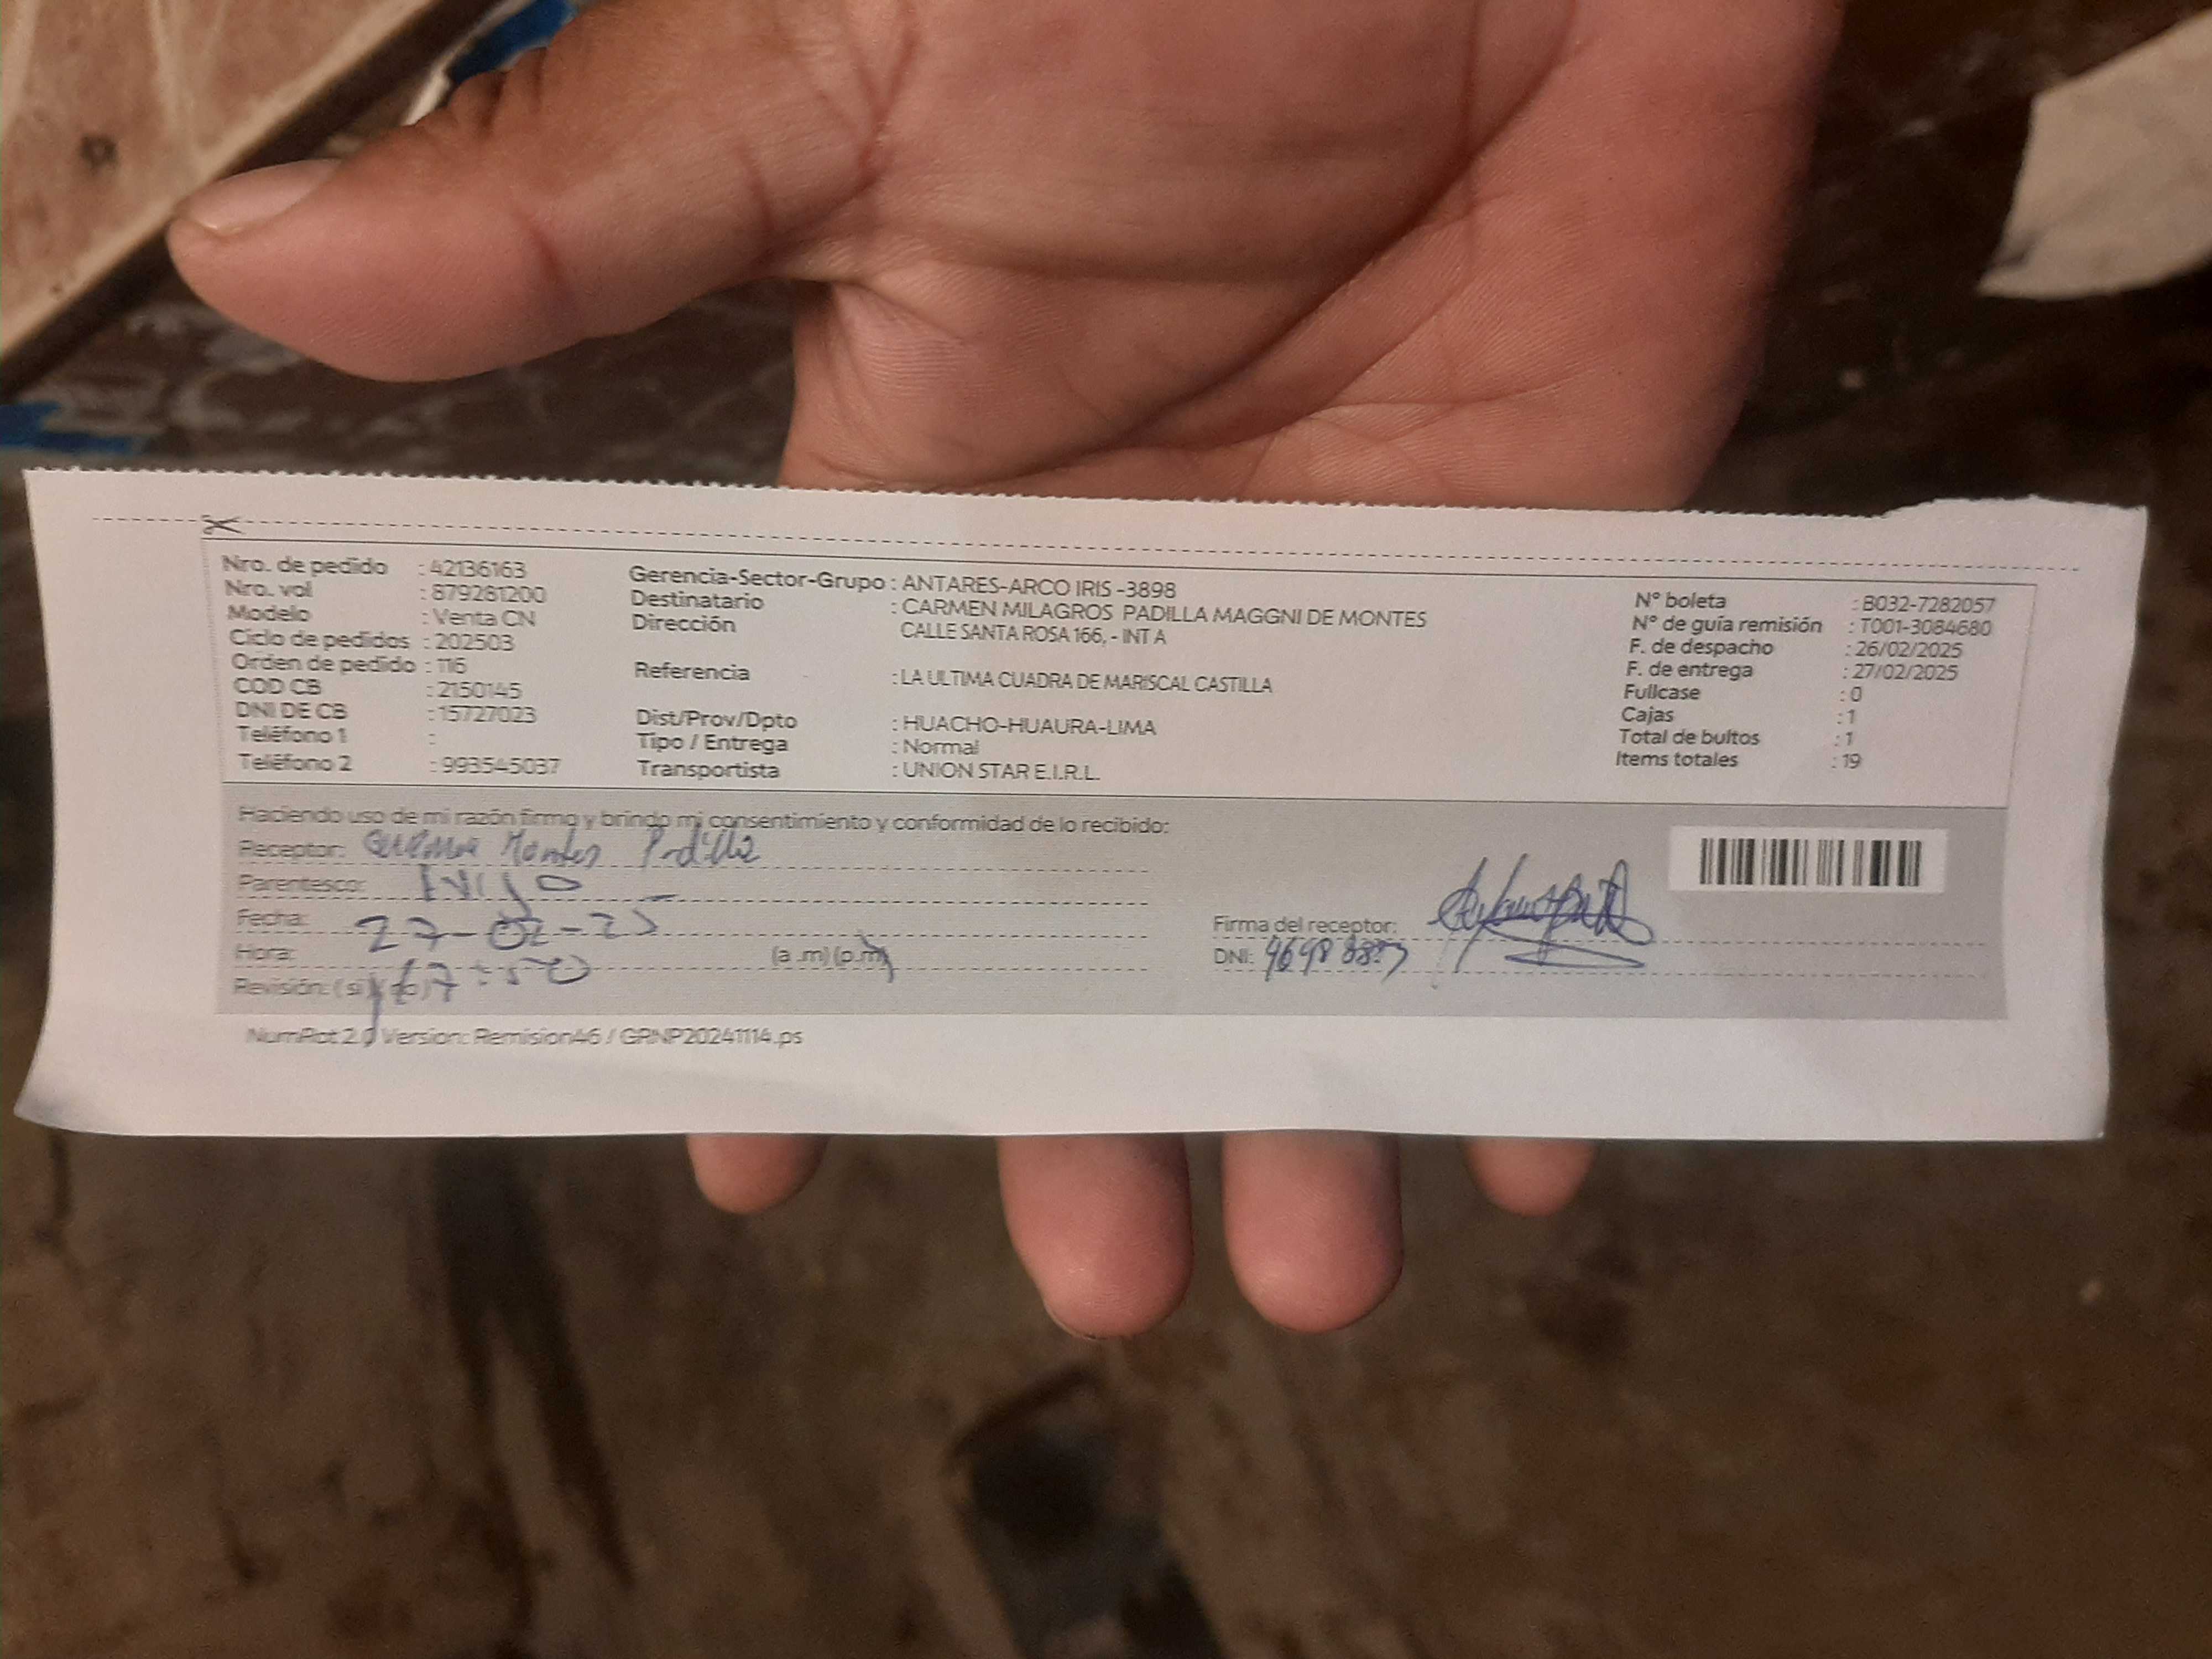 Nro. de pedido : 42136163
Nro. vol : 879281200
Modelo : Venta CN
Ciclo de pedidos : 202503
Orden de pedido : 116
COD CB : 2150145
DNI DE CB : 15727023
Teléfono 1 :
Teléfono 2 : 993545037
Gerencia-Sector-Grupo : ANTARES-ARCO IRIS -3898
Destinatario : CARMEN MILAGROS PADILLA MAGGNI DE MONTES
Dirección CALLE SANTA ROSA 166, - INT A
Referencia : LA ULTIMA CUADRA DE MARISCAL CASTILLA
Dist/Prov/Dpto : HUACHO-HUAURA-LIMA
Tipo / Entrega : Normal
Transportista : UNION STAR E.I.R.L.
N° boleta : B032-7282057
N° de guía remisión : T001-3084680
F. de despacho : 26/02/2025
F. de entrega : 27/02/2025
Fullcase : 0
Cajas : 1
Total de bultos : 1
Items totales : 19
Haciendo uso de mi razón firmo y brindo mi consentimiento y conformidad de lo recibido:
Receptor: Montes Padilla
Parentesco:
Fecha: 27-02-25
Hora: 7:50 (a .m) (p.m)
Revisión: ( si ) ( no )
Firma del receptor:
DNI:
NumRot 2.0 Version: Remision46 / GRNP20241114.ps